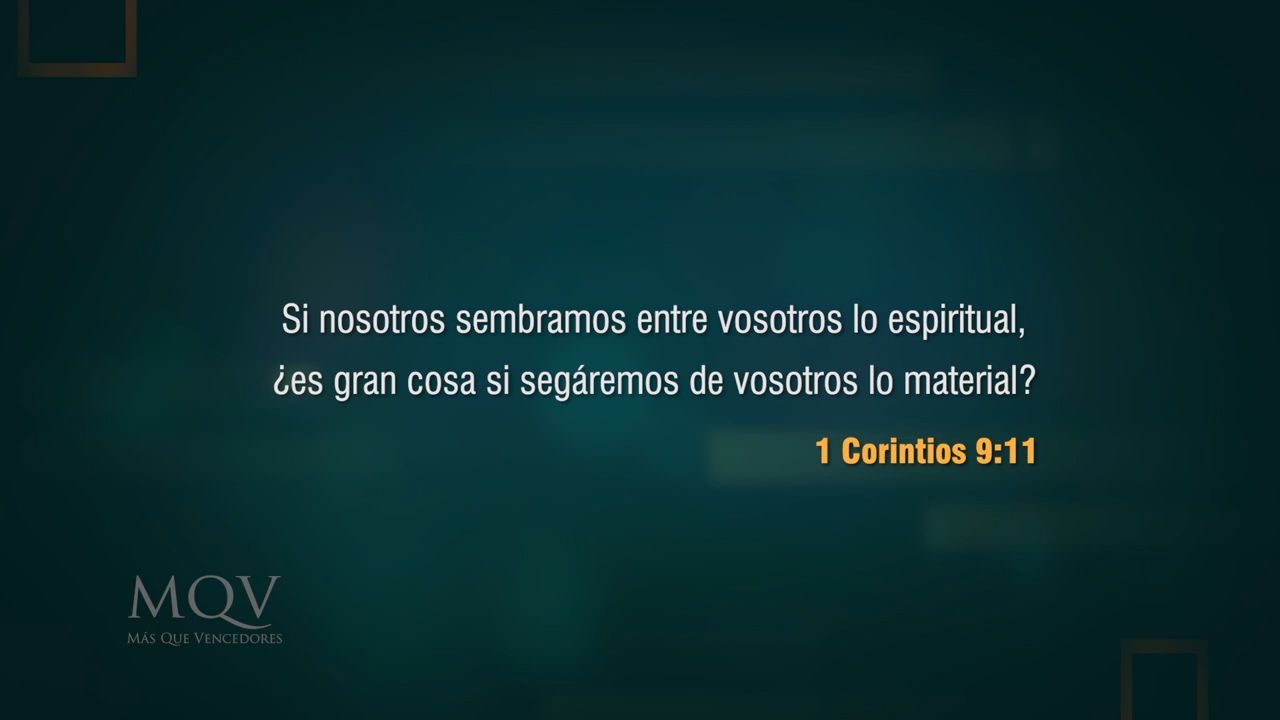 Si nosotros sembramos entre vosotros lo espiritual,
¿es gran cosa si segáremos de vosotros lo material?
1 Corintios 9:11
MQV
MÁS QUE VENCEDORES